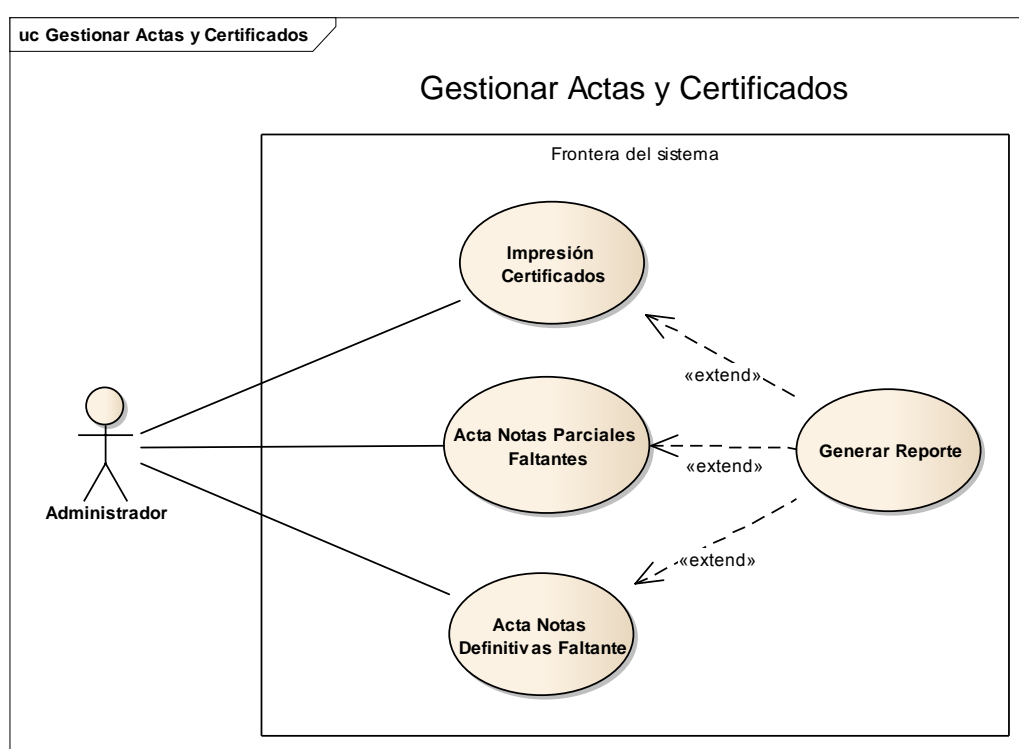 uc Gestionar Actas y Certificados
Gestionar Actas y Certificados
Frontera del sistema
Impresión
Certificados
«extend»
Acta Notas Parciales
Faltantes
«extend»
Generar Reporte
Administrador
«extend»
Acta Notas
Definitivas Faltante